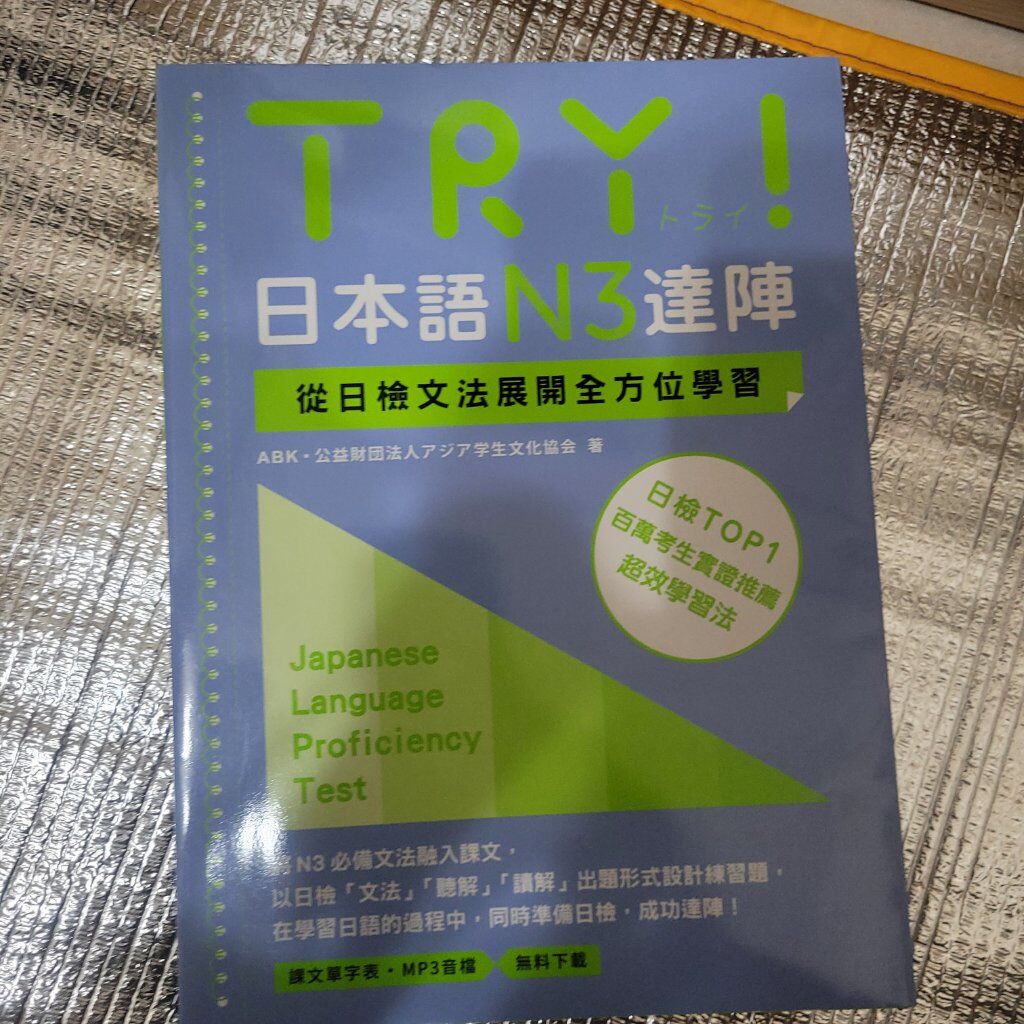 TRY!
トライ
日本語N3達陣
從日檢文法展開全方位學習
ABK・公益財団法人アジア学生文化協会 著
日檢TOP1
百萬考生實證推薦
超效學習法
Japanese
Language
Proficiency
Test
N3必備文法融入課文，
以日檢「文法」「聽解」「讀解」出題形式設計練習題，
在學習日語的過程中，同時準備日檢，成功達陣！
課文單字表・MP3音檔 無料下載